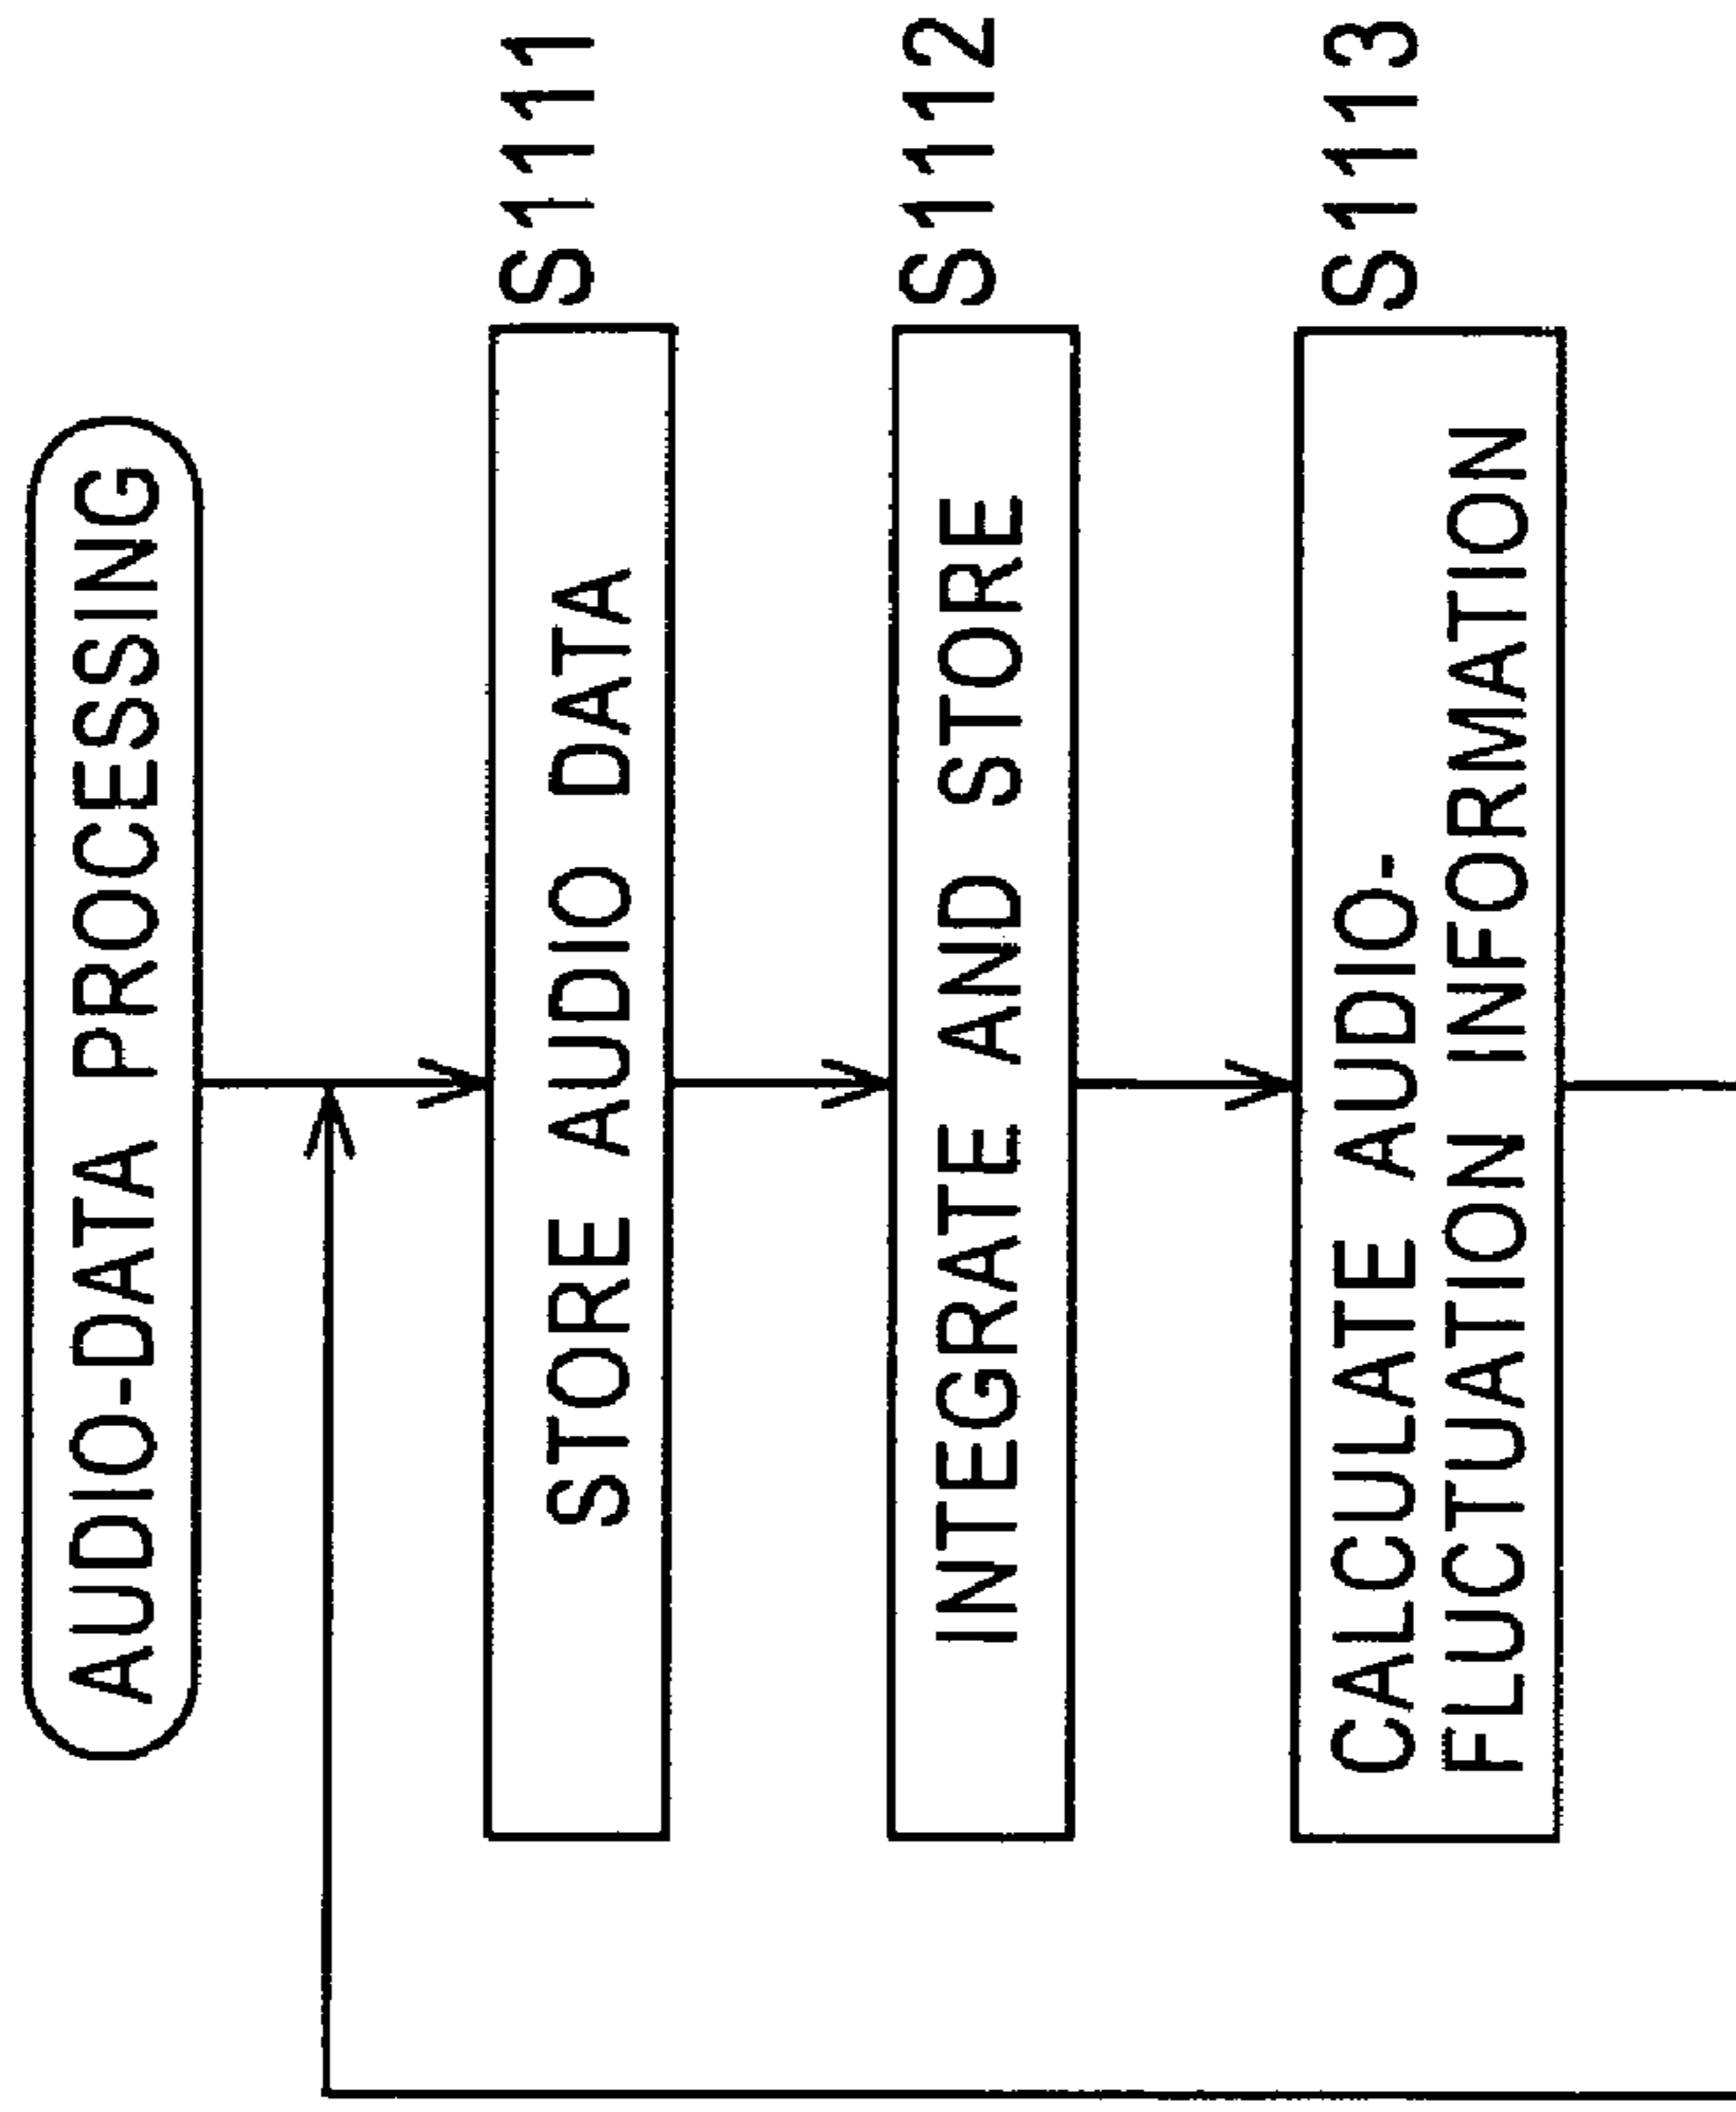 AUDIO-DATA PROCESSING
STORE AUDIO DATA
S1111
INTEGRATE AND STORE
S1112
CALCULATE AUDIO-
FLUCTUATION INFORMATION
S1113